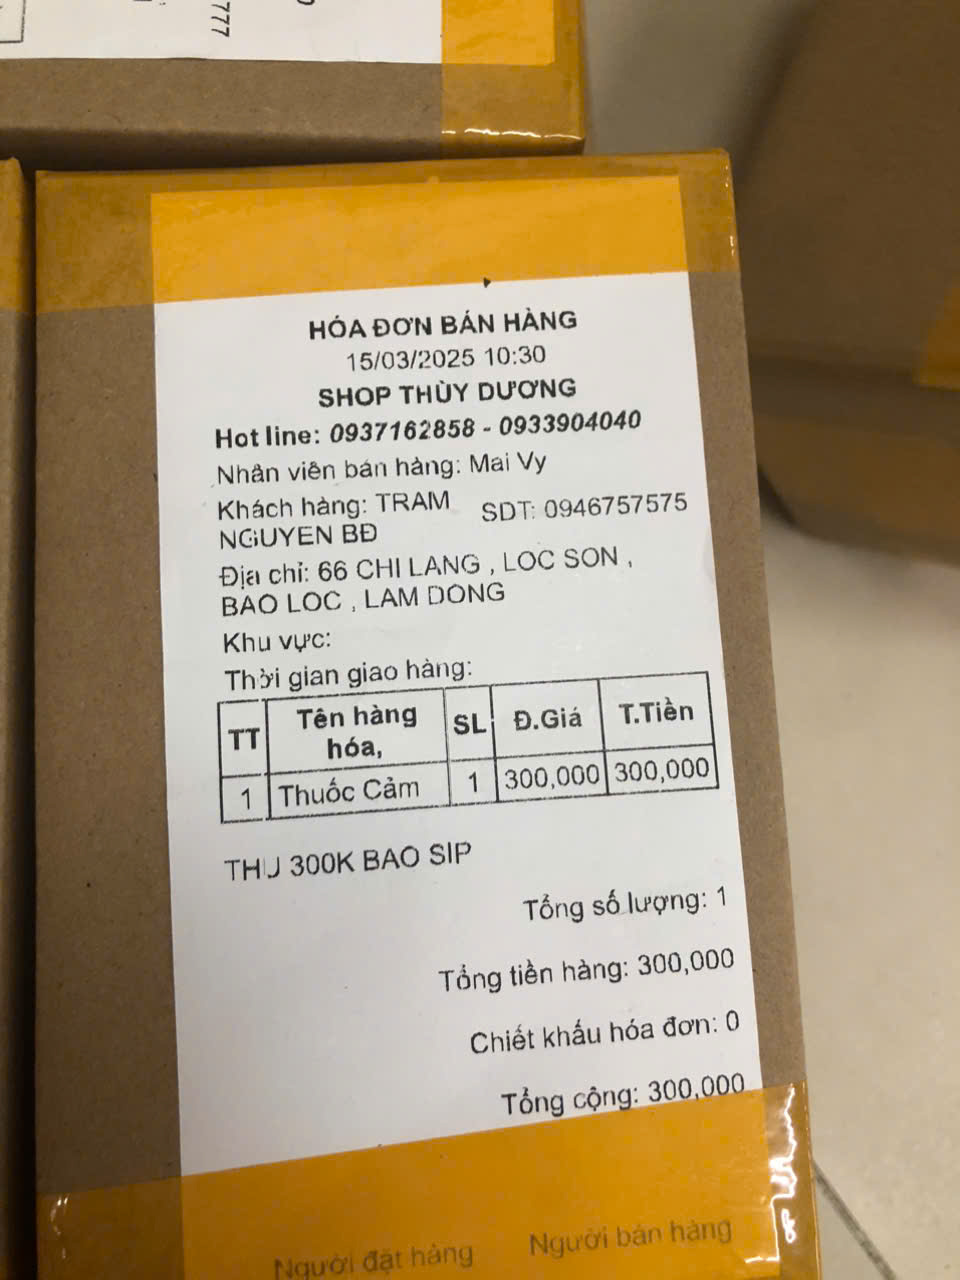 777
HÓA ĐƠN BÁN HÀNG
15/03/2025 10:30
SHOP THÙY DƯƠNG
Hot line: 0937162858 - 0933904040
Nhân viên bán hàng: Mai Vy
Khách hàng: TRAM NGUYEN BĐ
SDT: 0946757575
Địa chỉ: 66 CHI LANG , LOC SON ,
BAO LOC , LAM DONG
Khu vực:
Thời gian giao hàng:
TT Tên hàng hóa, SL Đ.Giá T.Tiền
1 Thuốc Cảm 1 300,000 300,000
THU 300K BAO SIP
Tổng số lượng: 1
Tổng tiền hàng: 300,000
Chiết khấu hóa đơn: 0
Tổng cộng: 300,000
Người đặt hàng Người bán hàng